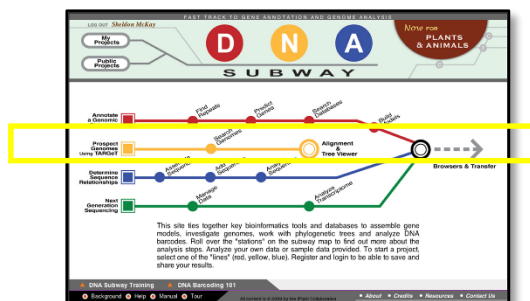 FAST TRACK TO GENE ANNOTATION AND GENOME ANALYSIS
LOG OUT Sheldon McKay
My
Projects
Public
Projects
D N A
SUBWAY
Now FOR
PLANTS
& ANIMALS
Annotate
a Genomic
Find
Repeats
Predict
Genes
Search
Databases
Build
Models
Prospect
Genomes
Using TARGeT
Search
Genomes
Alignment
&
Tree Viewer
Browsers & Transfer
Determine
Sequence
Relationships
Next
Generation
Sequencing
Manage
Data
Analyze
Transcriptome
This site ties together key bioinformatics tools and databases to assemble gene
models, investigate genomes, work with phylogenetic trees and analyze DNA
barcodes. Roll over the "stations" on the subway map to find out more about the
analysis steps. Analyze your own data or sample data provided. To start a project,
select one of the "lines" (red, yellow, blue). Register and login to be able to save and
share your results.
DNA Subway Training DNA Barcoding 101
Background Help Manual Tour
About Credits Resources Contact Us